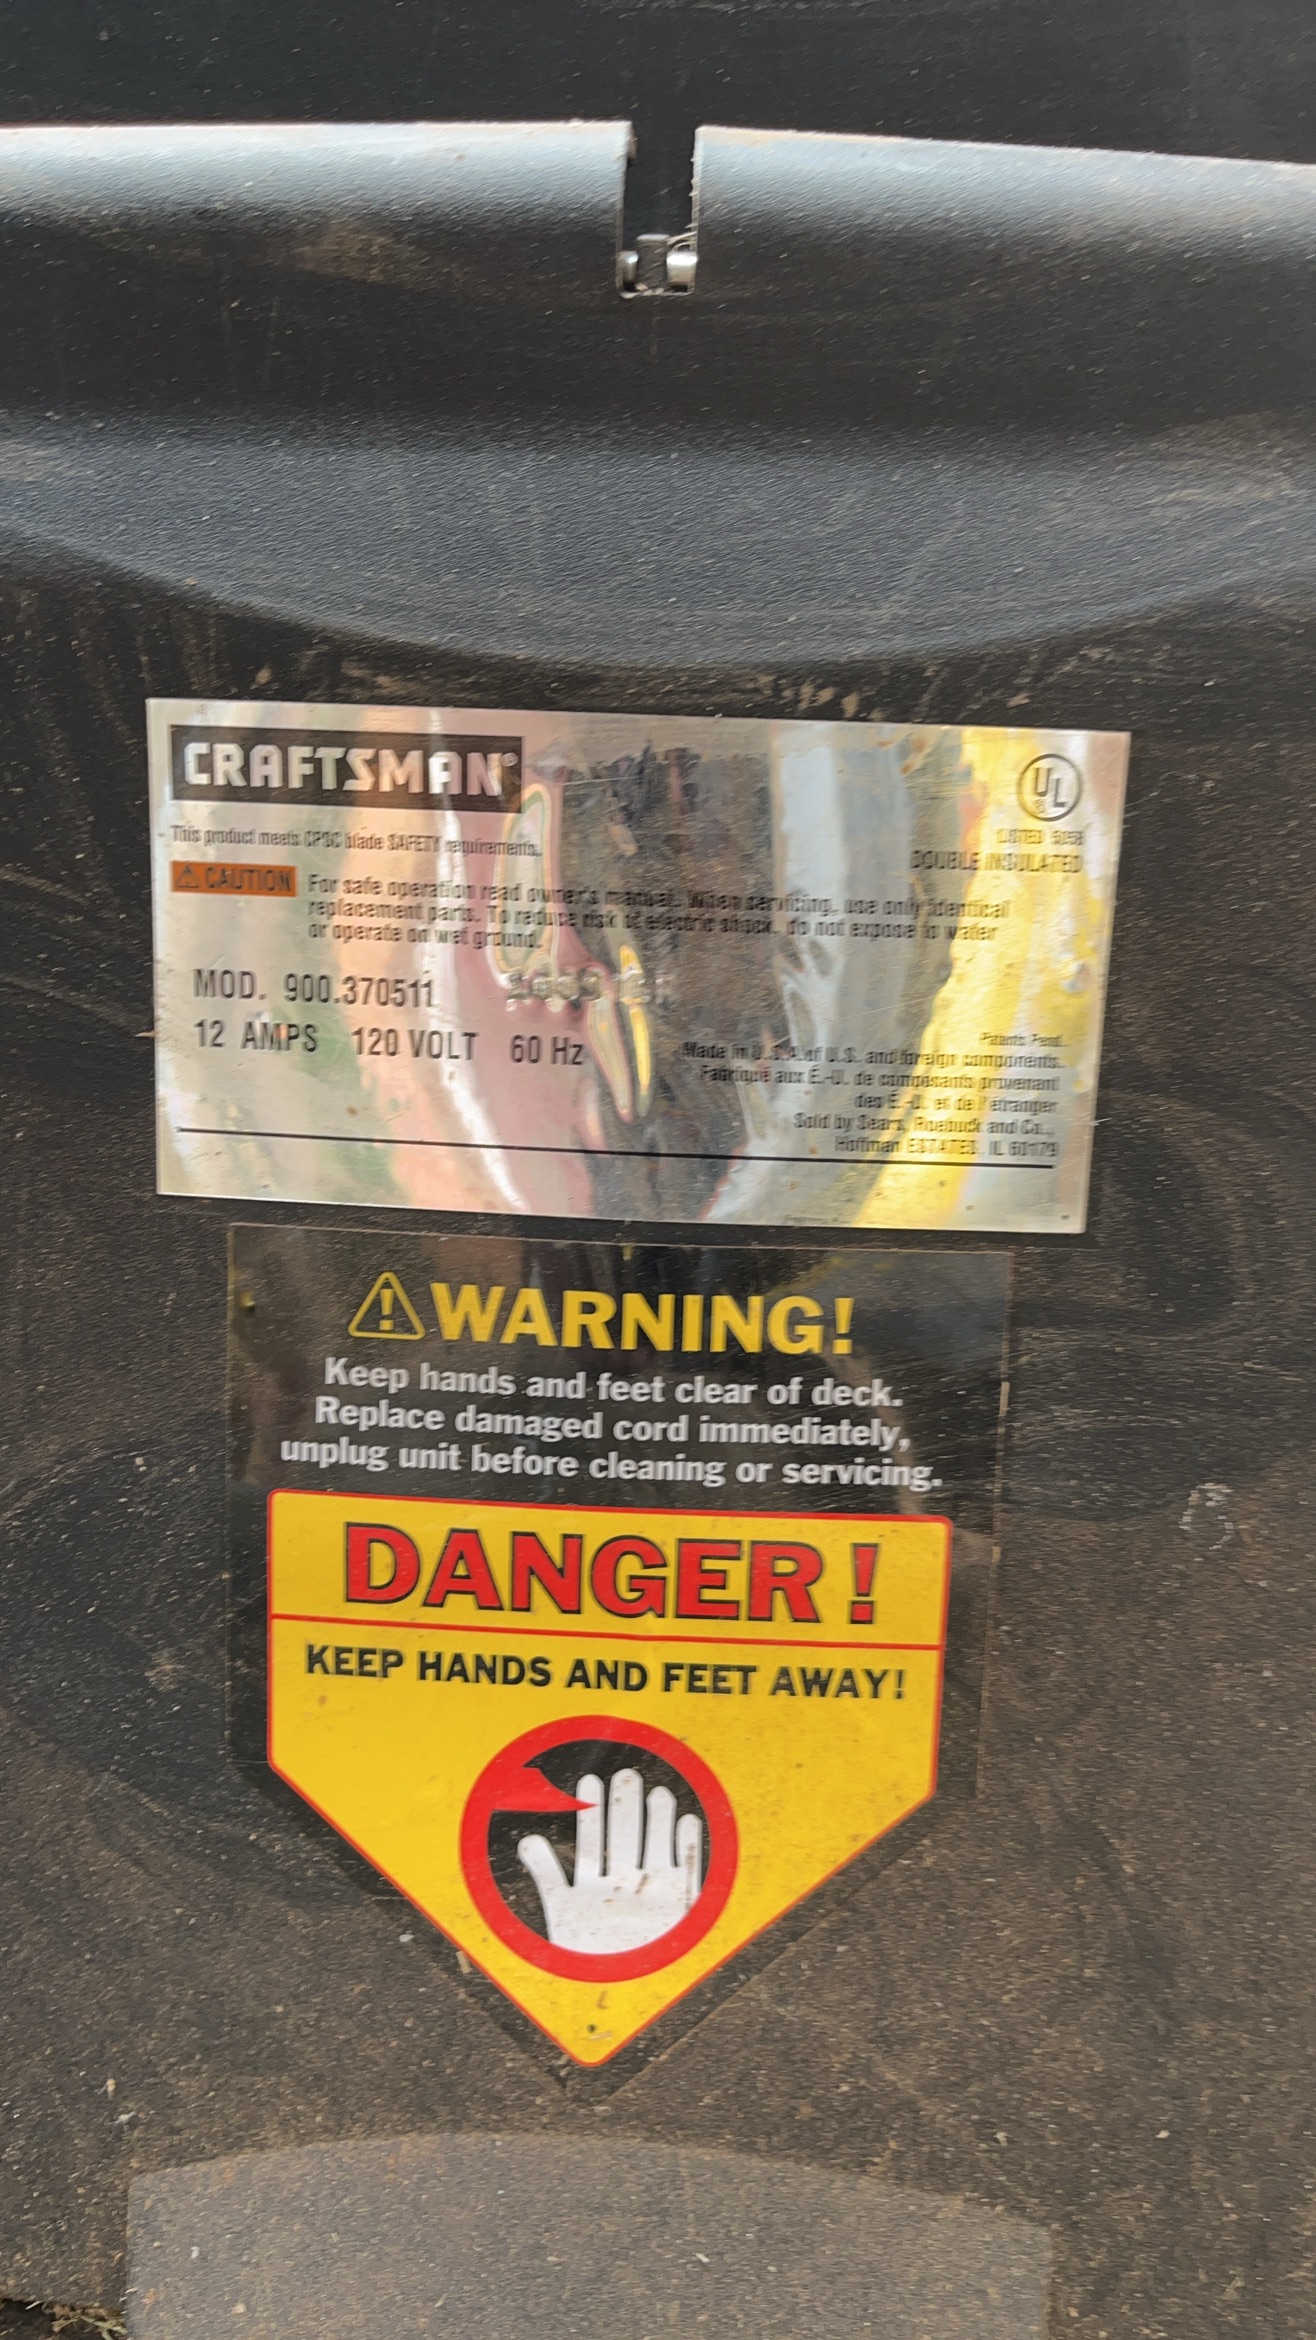 CRAFTSMAN®
UL
®
LISTED
DOUBLE INSULATED
This product meets CPSC blade SAFETY requirements.
⚠ CAUTION
For safe operation read owner's manual. When servicing, use only identical
replacement parts. To reduce risk of electric shock, do not expose to water
or operate on wet ground.
MOD. 900.370511
12 AMPS 120 VOLT 60 Hz
Patents Pend.
Made in U.S.A. of U.S. and foreign components.
Fabriqué aux E.-U. de composants provenant
des E.-U. et de l'etranger
Sold by Sears, Roebuck and Co.,
Hoffman ESTATES, IL 60179
⚠ WARNING!
Keep hands and feet clear of deck.
Replace damaged cord immediately,
unplug unit before cleaning or servicing.
DANGER!
KEEP HANDS AND FEET AWAY!